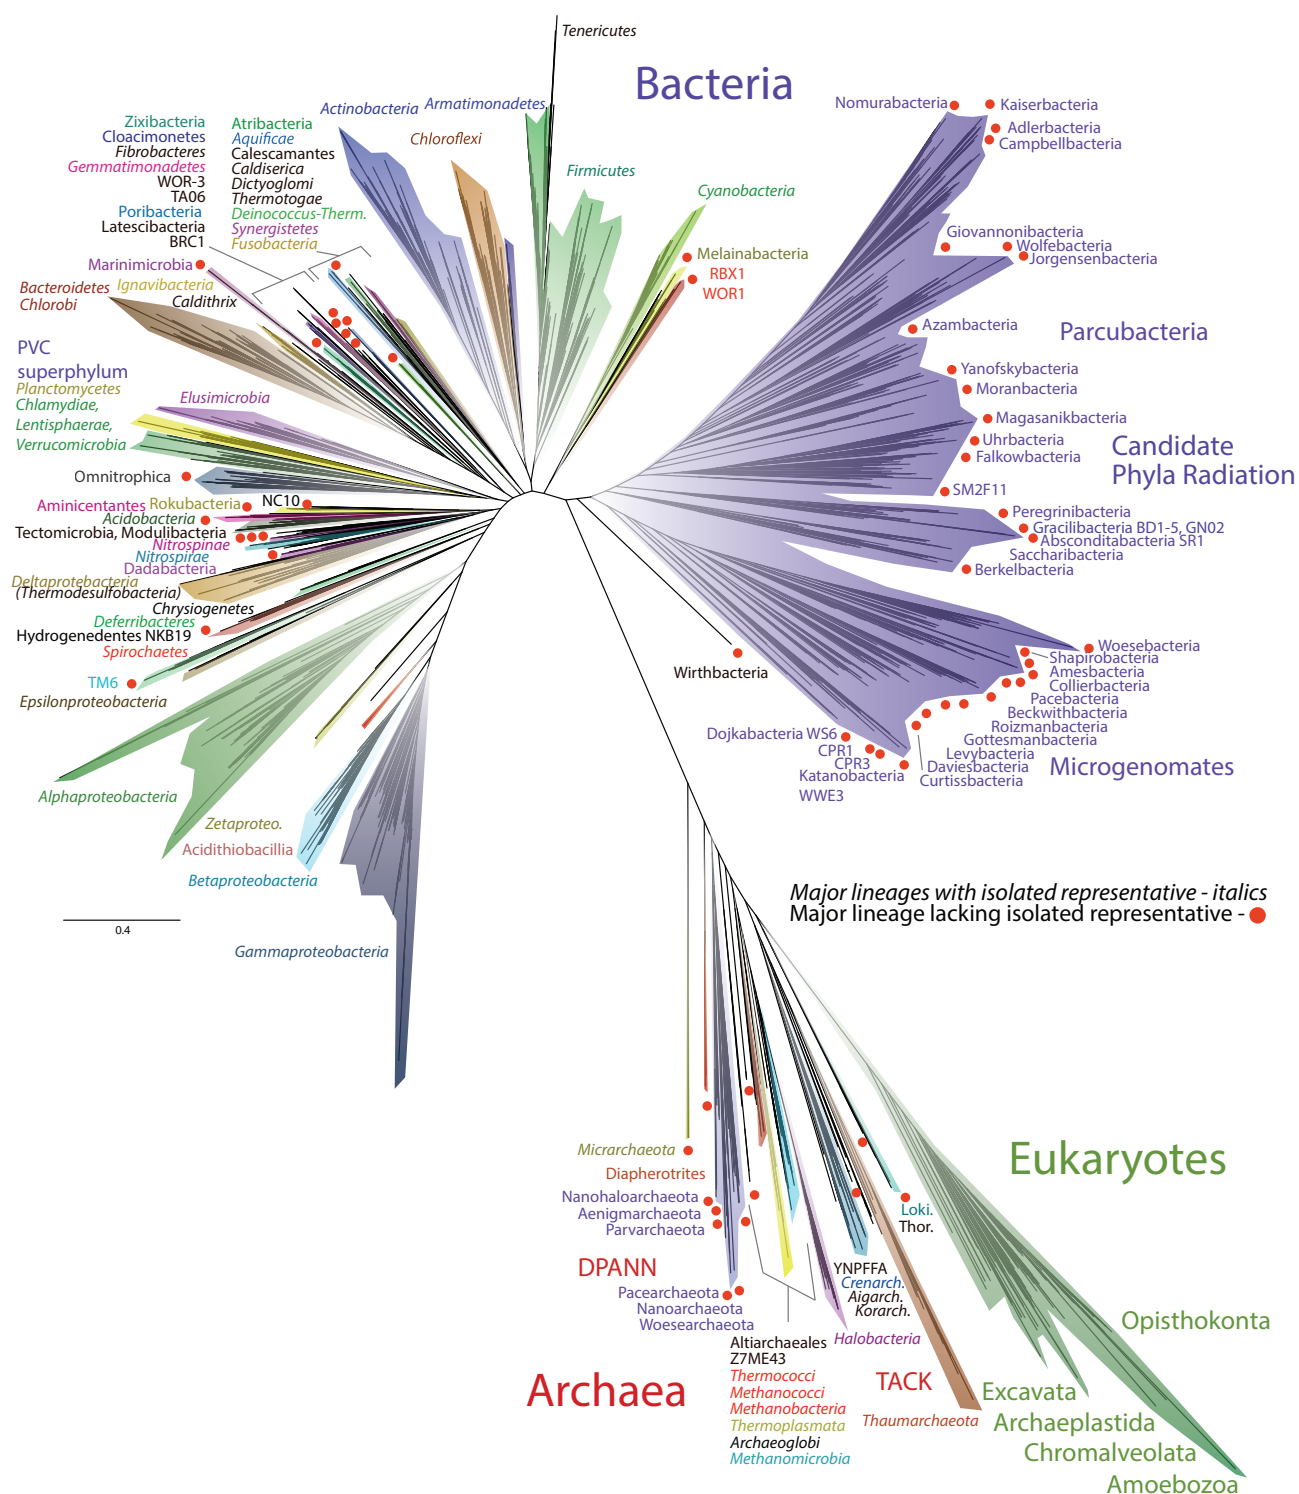 Tenericutes
Bacteria
Actinobacteria
Armatimonadetes
Chloroflexi
Firmicutes
Cyanobacteria
Melainabacteria
RBX1
WOR1
Zixibacteria
Cloacimonetes
Fibrobacteres
Gemmatimonadetes
WOR-3
TA06
Poribacteria
Latescibacteria
BRC1
Atribacteria
Aquificae
Calescamantes
Caldiserica
Dictyoglomi
Thermotogae
Deinococcus-Therm.
Synergistetes
Fusobacteria
Marinimicrobia
Bacteroidetes
Chlorobi
Ignavibacteria
Caldithrix
PVC
superphylum
Planctomycetes
Chlamydiae,
Lentisphaerae,
Verrucomicrobia
Elusimicrobia
Omnitrophica
Aminicentantes
Rokubacteria
NC10
Acidobacteria
Tectomicrobia, Modulibacteria
Nitrospinae
Nitrospirae
Dadabacteria
Deltaprotebacteria
(Thermodesulfobacteria)
Chrysiogenetes
Deferribacteres
Hydrogenedentes NKB19
Spirochaetes
TM6
Epsilonproteobacteria
Alphaproteobacteria
Zetaproteo.
Acidithiobacillia
Betaproteobacteria
Gammaproteobacteria
0.4
Nomurabacteria
Kaiserbacteria
Adlerbacteria
Campbellbacteria
Giovannonibacteria
Wolfebacteria
Jorgensenbacteria
Azambacteria
Parcubacteria
Yanofskybacteria
Moranbacteria
Magasanikbacteria
Uhrbacteria
Falkowbacteria
Candidate
Phyla Radiation
SM2F11
Peregrinibacteria
Gracilibacteria BD1-5, GN02
Absconditabacteria SR1
Saccharibacteria
Berkelbacteria
Woesebacteria
Shapirobacteria
Amesbacteria
Collierbacteria
Pacebacteria
Beckwithbacteria
Roizmanbacteria
Gottesmanbacteria
Levybacteria
Daviesbacteria
Curtissbacteria
Microgenomates
Wirthbacteria
Dojkabacteria WS6
CPR1
CPR3
Katanobacteria
WWE3
Major lineages with isolated representative - italics
Major lineage lacking isolated representative -
Micrarchaeota
Diapherotrites
Nanohaloarchaeota
Aenigmarchaeota
Parvarchaeota
DPANN
Pacearchaeota
Nanoarchaeota
Woesearchaeota
Archaea
Altiarchaeales
Z7ME43
Thermococci
Methanococci
Methanobacteria
Thermoplasmata
Archaeoglobi
Methanomicrobia
Halobacteria
YNPFFA
Crenarch.
Aigarch.
Korarch.
TACK
Thaumarchaeota
Loki.
Thor.
Eukaryotes
Opisthokonta
Excavata
Archaeplastida
Chromalveolata
Amoebozoa